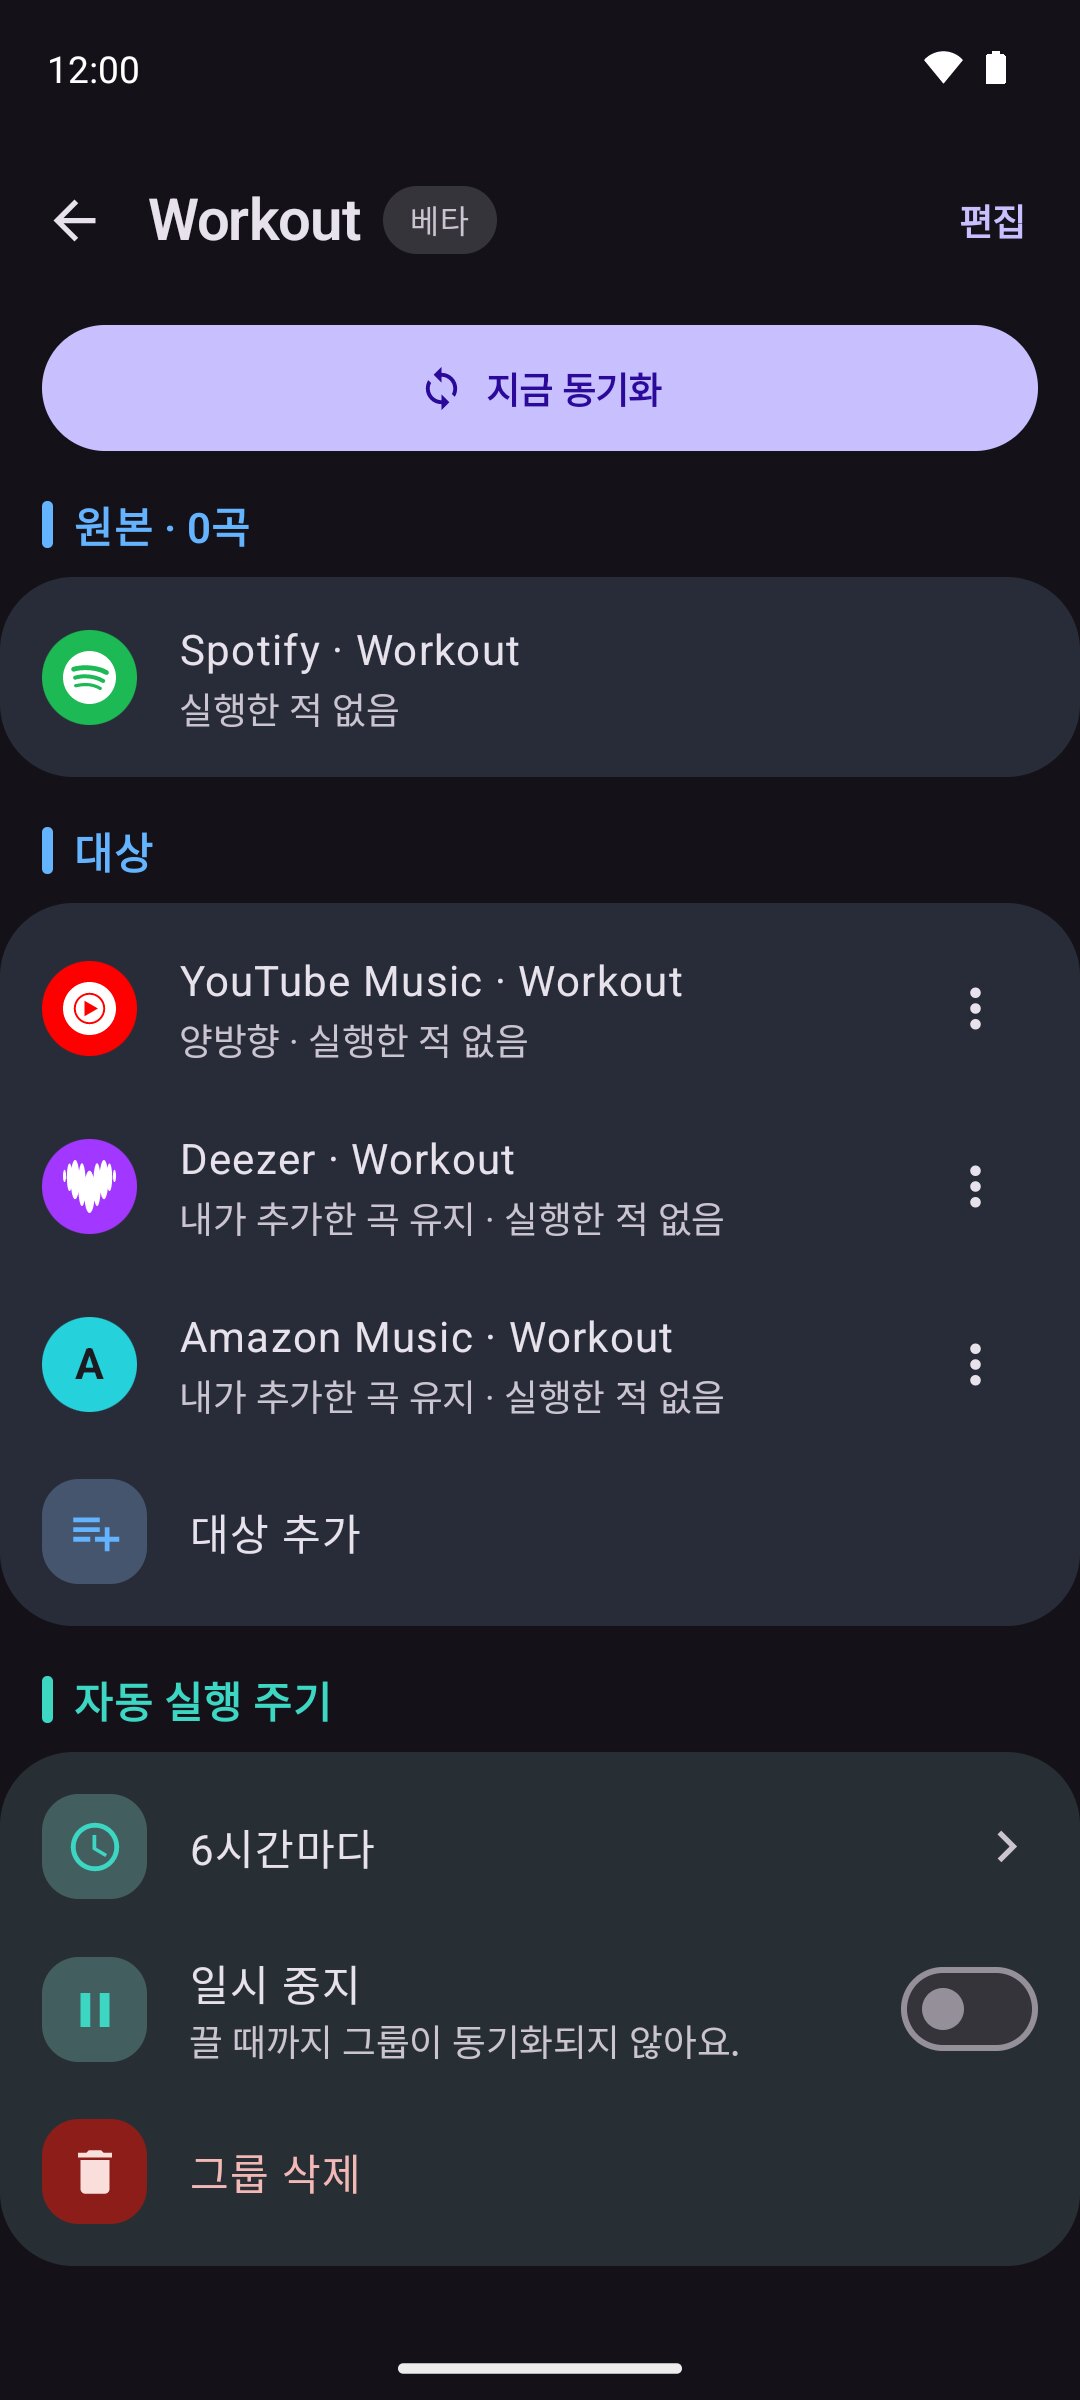 12:00
Workout
베타
편집
지금 동기화
원본 · 0곡
Spotify · Workout
실행한 적 없음
대상
YouTube Music · Workout
양방향 · 실행한 적 없음
Deezer · Workout
내가 추가한 곡 유지 · 실행한 적 없음
A
Amazon Music · Workout
내가 추가한 곡 유지 · 실행한 적 없음
대상 추가
자동 실행 주기
6시간마다
일시 중지
끌 때까지 그룹이 동기화되지 않아요.
그룹 삭제